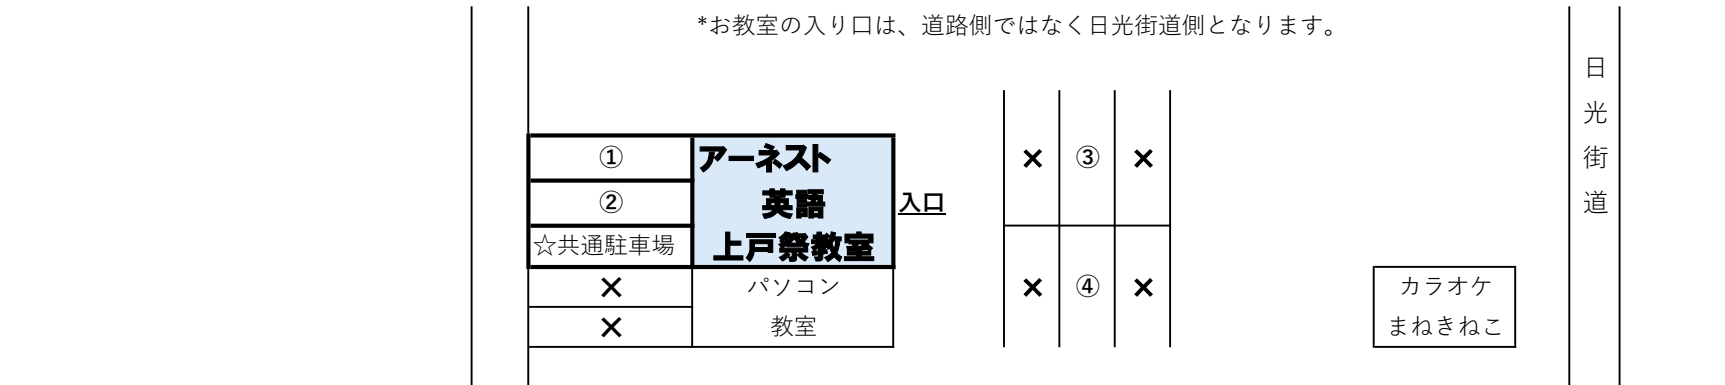 *お教室の入り口は、道路側ではなく日光街道側となります。
日光街道
① アーネスト × ③ ×
② 英語 入口
☆共通駐車場 上戸祭教室
× パソコン × ④ × カラオケ
× 教室 まねきねこ